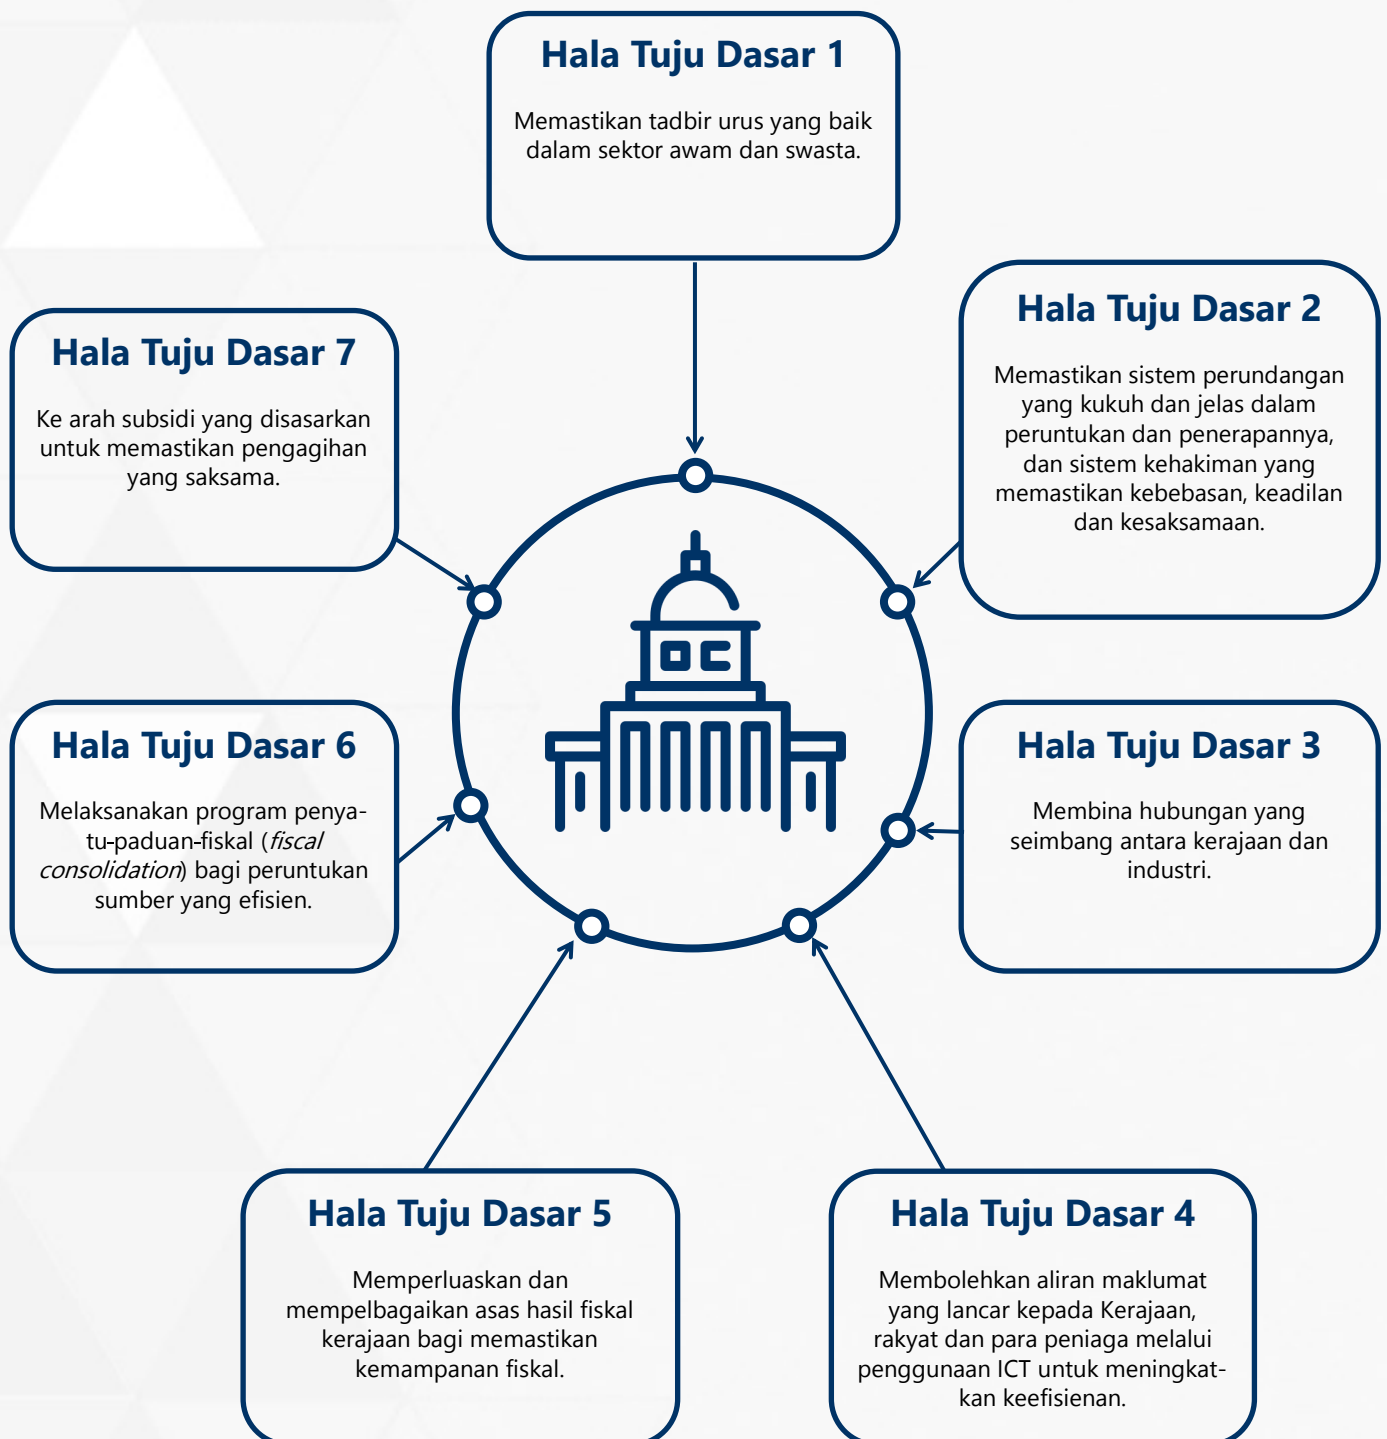 Hala Tuju Dasar 1
Memastikan tadbir urus yang baik
dalam sektor awam dan swasta.
Hala Tuju Dasar 2
Memastikan sistem perundangan
yang kukuh dan jelas dalam
peruntukan dan penerapannya,
dan sistem kehakiman yang
memastikan kebebasan, keadilan
dan kesaksamaan.
Hala Tuju Dasar 3
Membina hubungan yang
seimbang antara kerajaan dan
industri.
Hala Tuju Dasar 4
Membolehkan aliran maklumat
yang lancar kepada Kerajaan,
rakyat dan para peniaga melalui
penggunaan ICT untuk meningkat-
kan keefisienan.
Hala Tuju Dasar 5
Memperluaskan dan
mempelbagaikan asas hasil fiskal
kerajaan bagi memastikan
kemampanan fiskal.
Hala Tuju Dasar 6
Melaksanakan program penya-
tu-paduan-fiskal (fiscal
consolidation) bagi peruntukan
sumber yang efisien.
Hala Tuju Dasar 7
Ke arah subsidi yang disasarkan
untuk memastikan pengagihan
yang saksama.